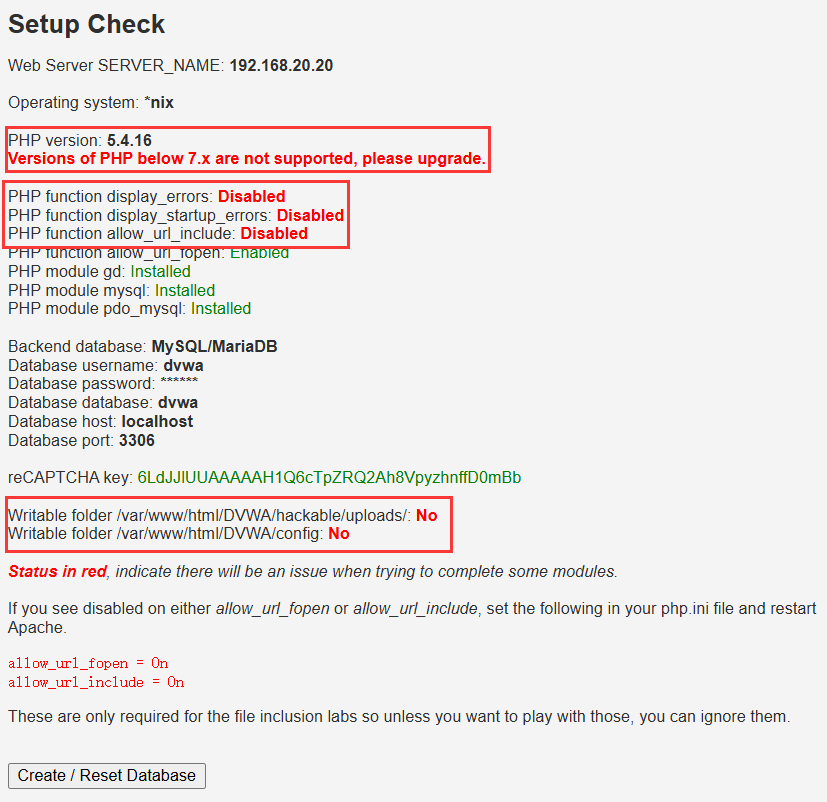 Setup Check
Web Server SERVER_NAME: 192.168.20.20
Operating system: *nix
PHP version: 5.4.16
Versions of PHP below 7.x are not supported, please upgrade.
PHP function display_errors: Disabled
PHP function display_startup_errors: Disabled
PHP function allow_url_include: Disabled
PHP function allow_url_fopen: Enabled
PHP module gd: Installed
PHP module mysql: Installed
PHP module pdo_mysql: Installed
Backend database: MySQL/MariaDB
Database username: dvwa
Database password: ******
Database database: dvwa
Database host: localhost
Database port: 3306
reCAPTCHA key: 6LdJJlUUAAAAAH1Q6cTpZRQ2Ah8VpyzhnffD0mBb
Writable folder /var/www/html/DVWA/hackable/uploads/: No
Writable folder /var/www/html/DVWA/config: No
Status in red, indicate there will be an issue when trying to complete some modules.
If you see disabled on either allow_url_fopen or allow_url_include, set the following in your php.ini file and restart
Apache.
allow_url_fopen = On
allow_url_include = On
These are only required for the file inclusion labs so unless you want to play with those, you can ignore them.
Create / Reset Database